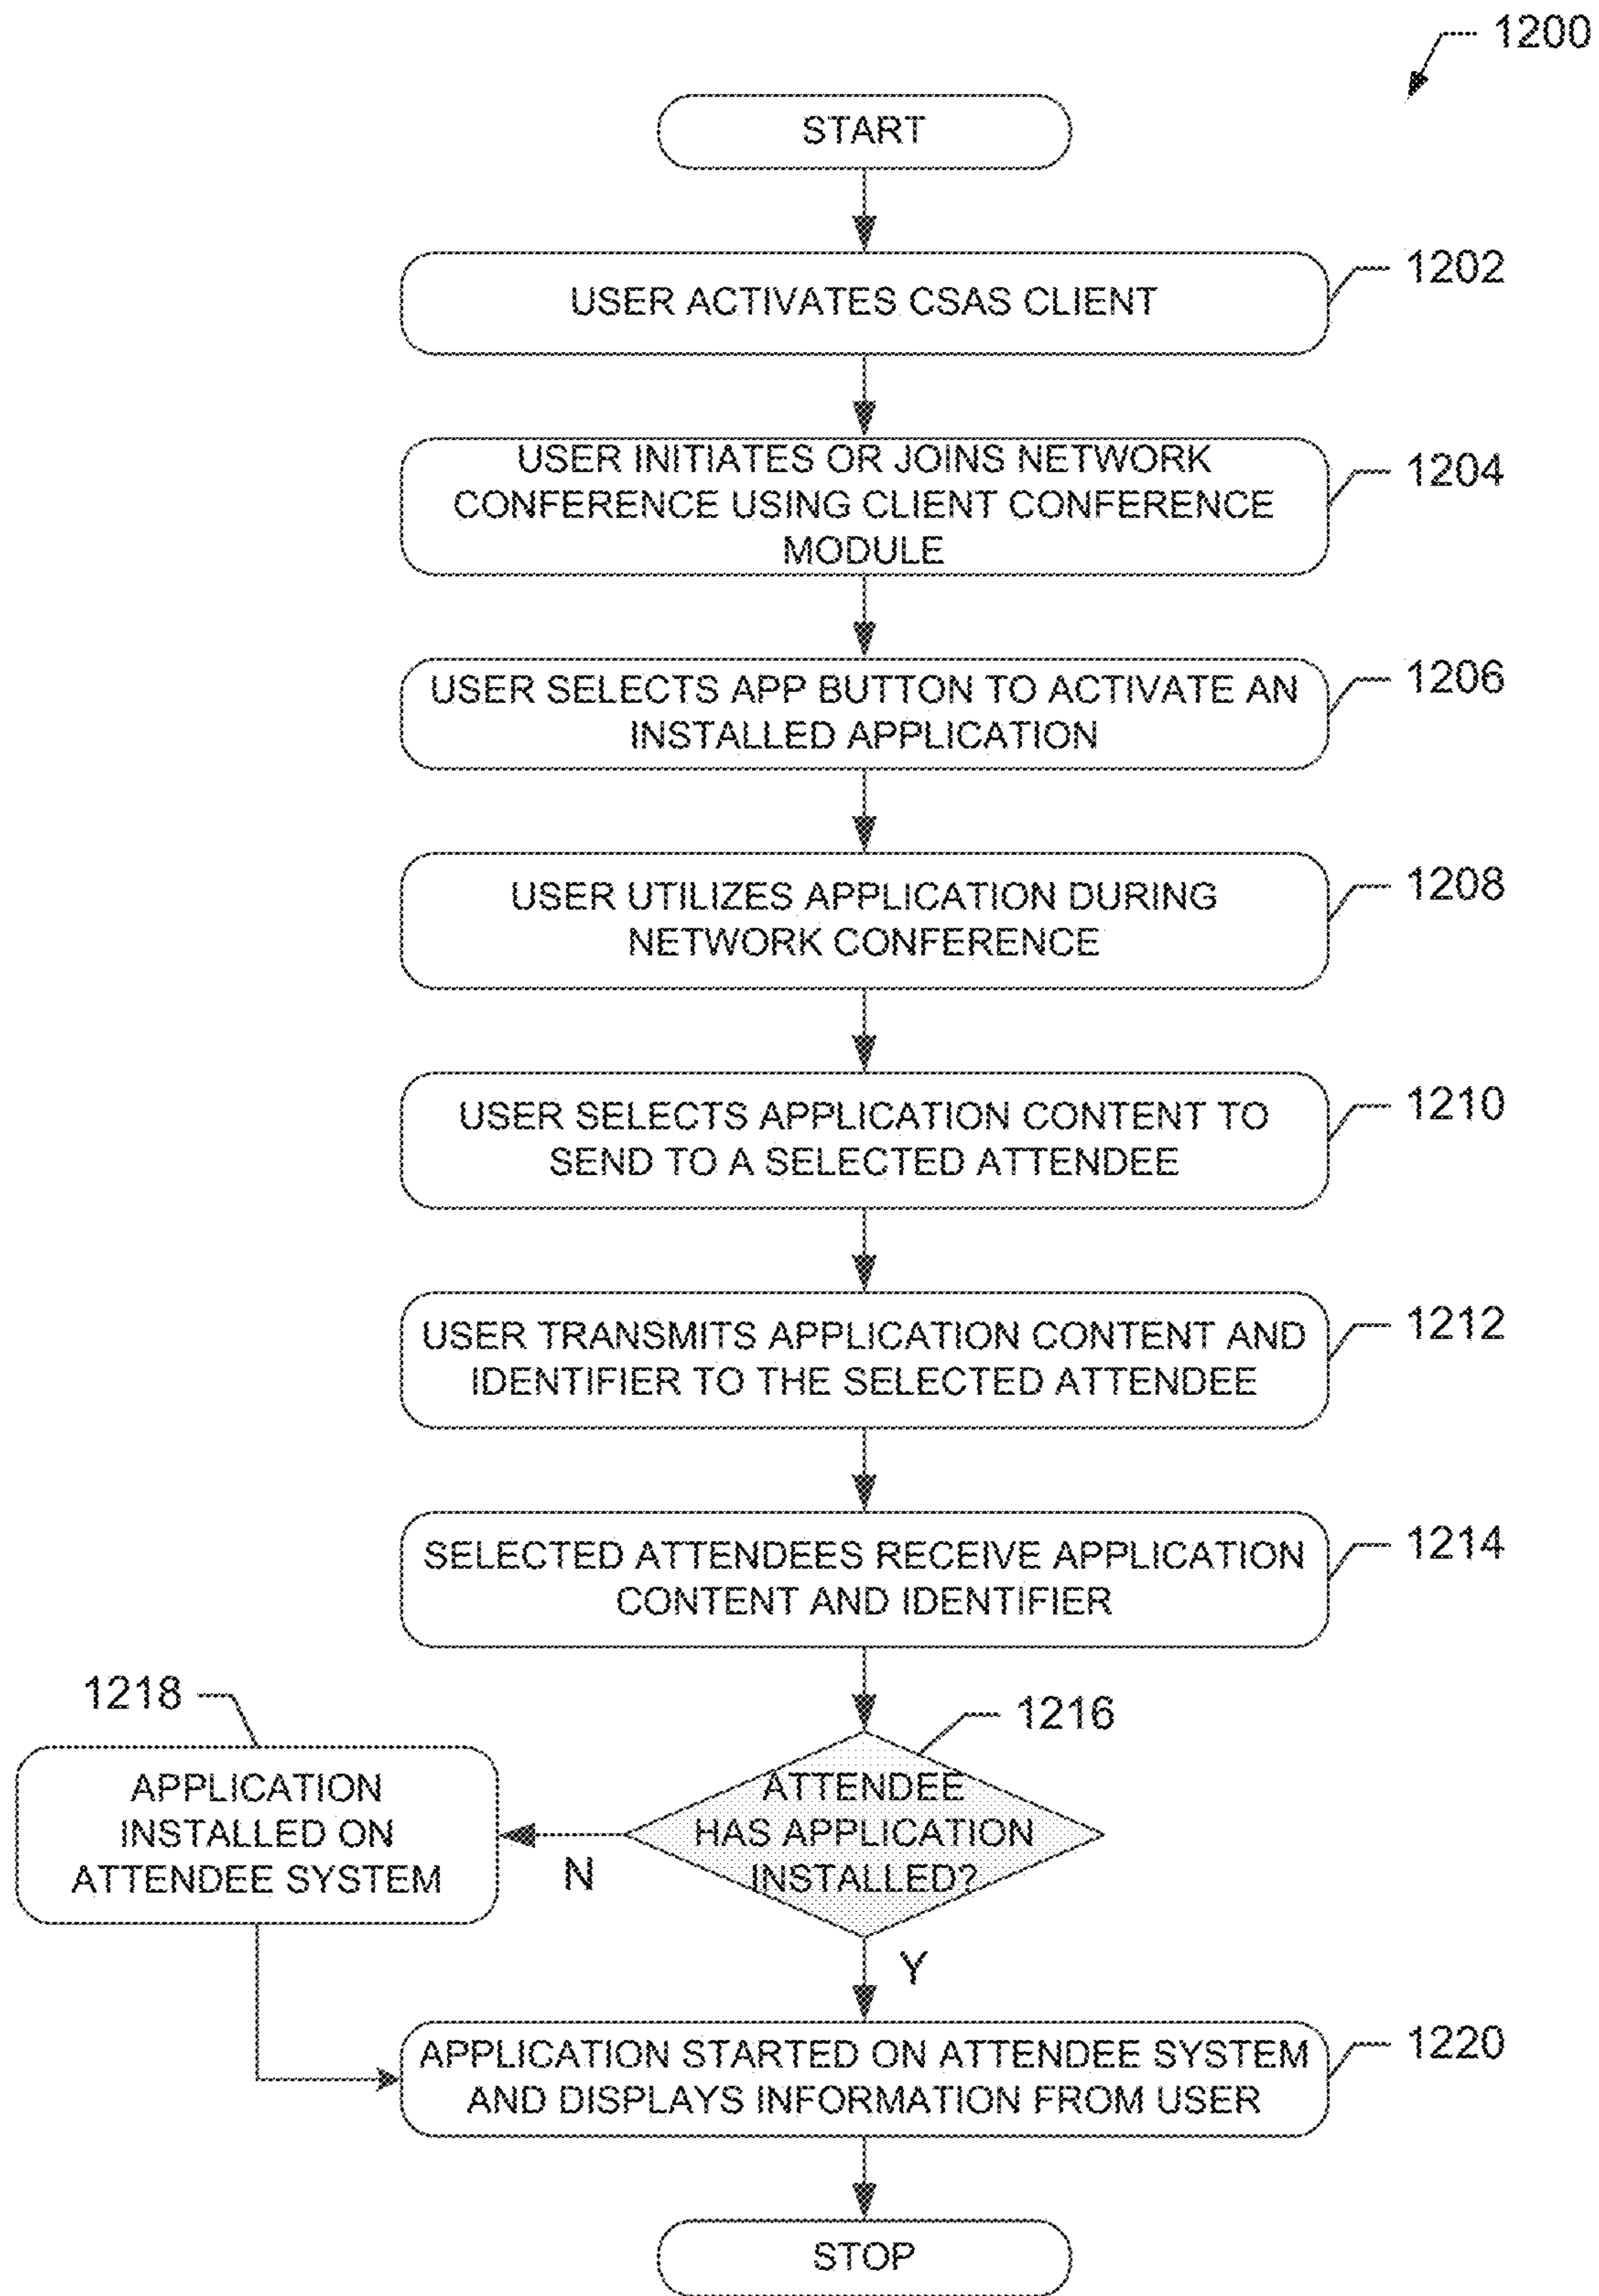 1200
START
USER ACTIVATES CSAS CLIENT
1202
USER INITIATES OR JOINS NETWORK
CONFERENCE USING CLIENT CONFERENCE
MODULE
1204
USER SELECTS APP BUTTON TO ACTIVATE AN
INSTALLED APPLICATION
1206
USER UTILIZES APPLICATION DURING
NETWORK CONFERENCE
1208
USER SELECTS APPLICATION CONTENT TO
SEND TO A SELECTED ATTENDEE
1210
USER TRANSMITS APPLICATION CONTENT AND
IDENTIFIER TO THE SELECTED ATTENDEE
1212
SELECTED ATTENDEES RECEIVE APPLICATION
CONTENT AND IDENTIFIER
1214
1216
ATTENDEE
HAS APPLICATION
INSTALLED?
N
1218
APPLICATION
INSTALLED ON
ATTENDEE SYSTEM
Y
APPLICATION STARTED ON ATTENDEE SYSTEM
AND DISPLAYS INFORMATION FROM USER
1220
STOP